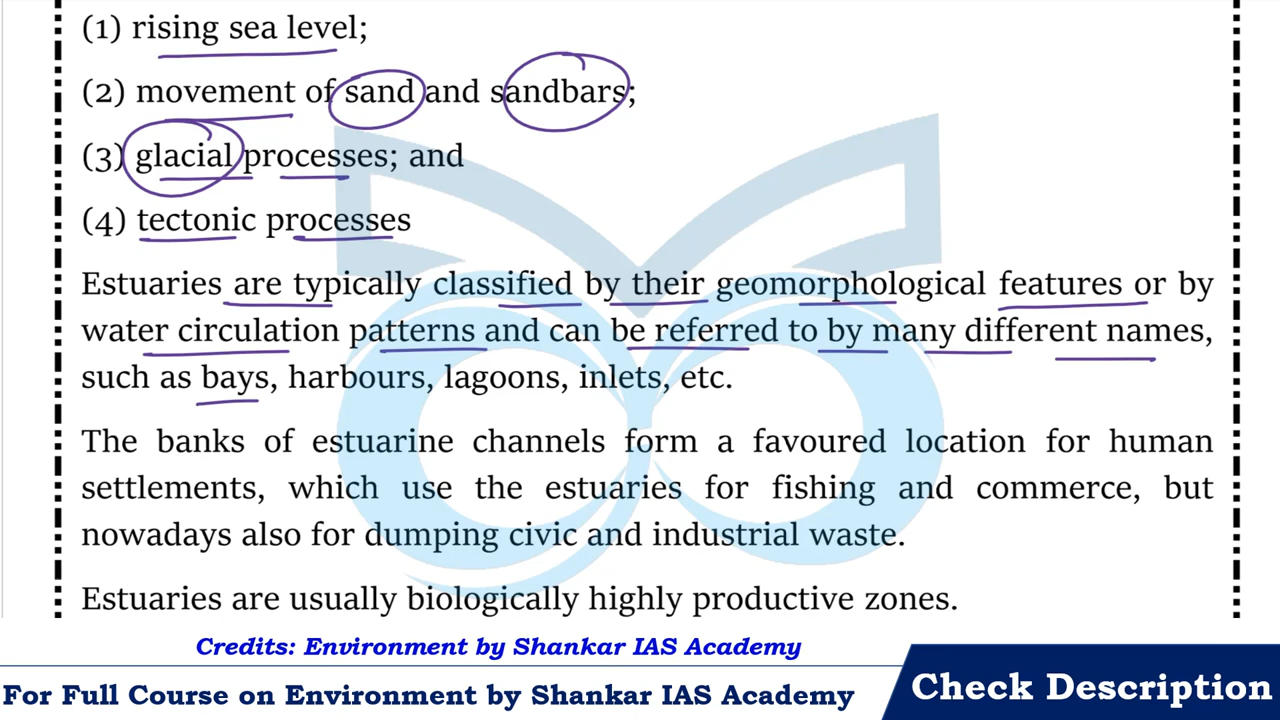 (1) rising sea level;
(2) movement of sand and sandbars;
(3) glacial processes; and
(4) tectonic processes
Estuaries are typically classified by their geomorphological features or by
water circulation patterns and can be referred to by many different names,
such as bays, harbours, lagoons, inlets, etc.
The banks of estuarine channels form a favoured location for human
settlements, which use the estuaries for fishing and commerce, but
nowadays also for dumping civic and industrial waste.
Estuaries are usually biologically highly productive zones.
Credits: Environment by Shankar IAS Academy
For Full Course on Environment by Shankar IAS Academy
Check Description